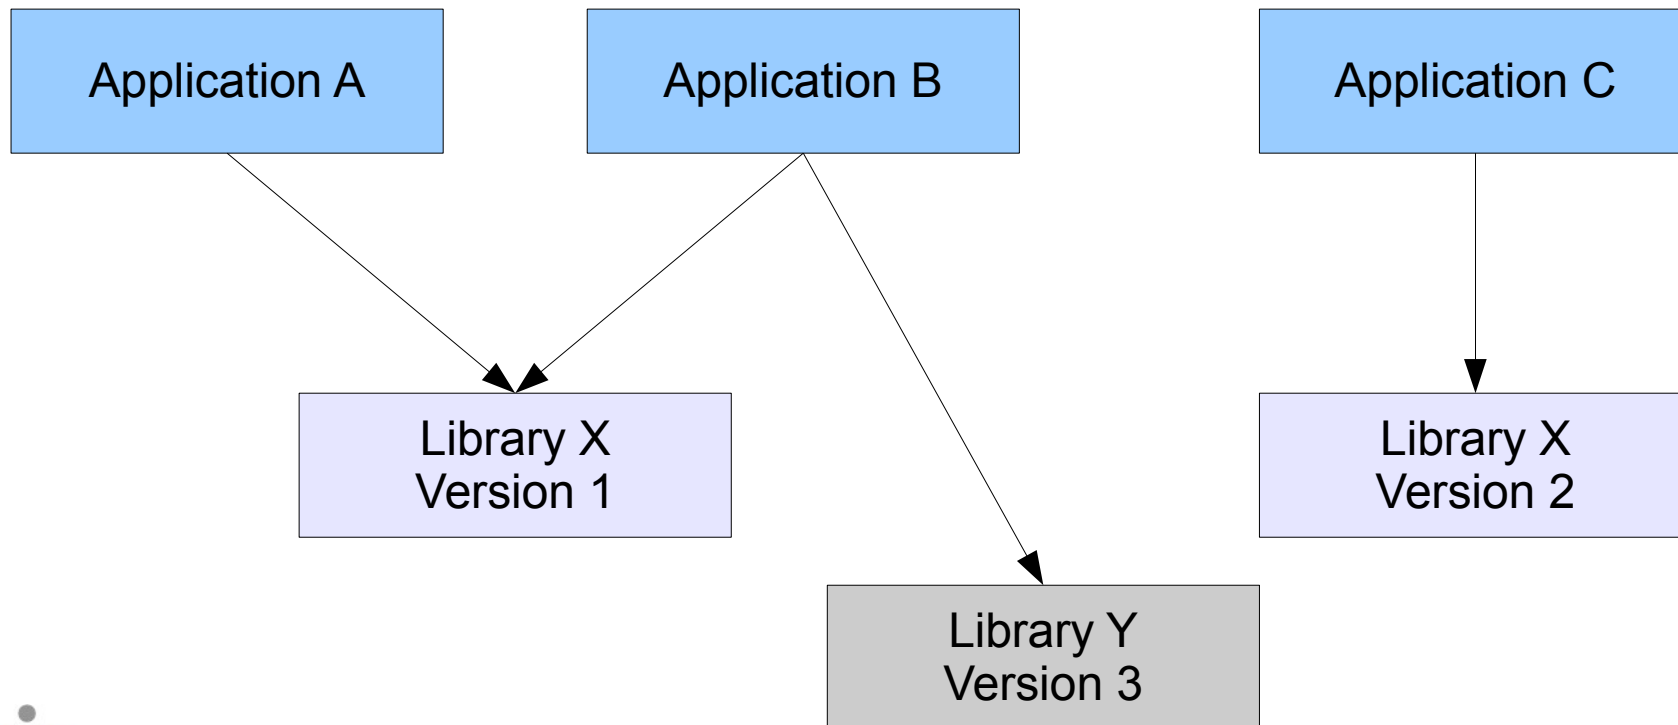 Application A
Application B
Application C
Library X
Version 1
Library X
Version 2
Library Y
Version 3